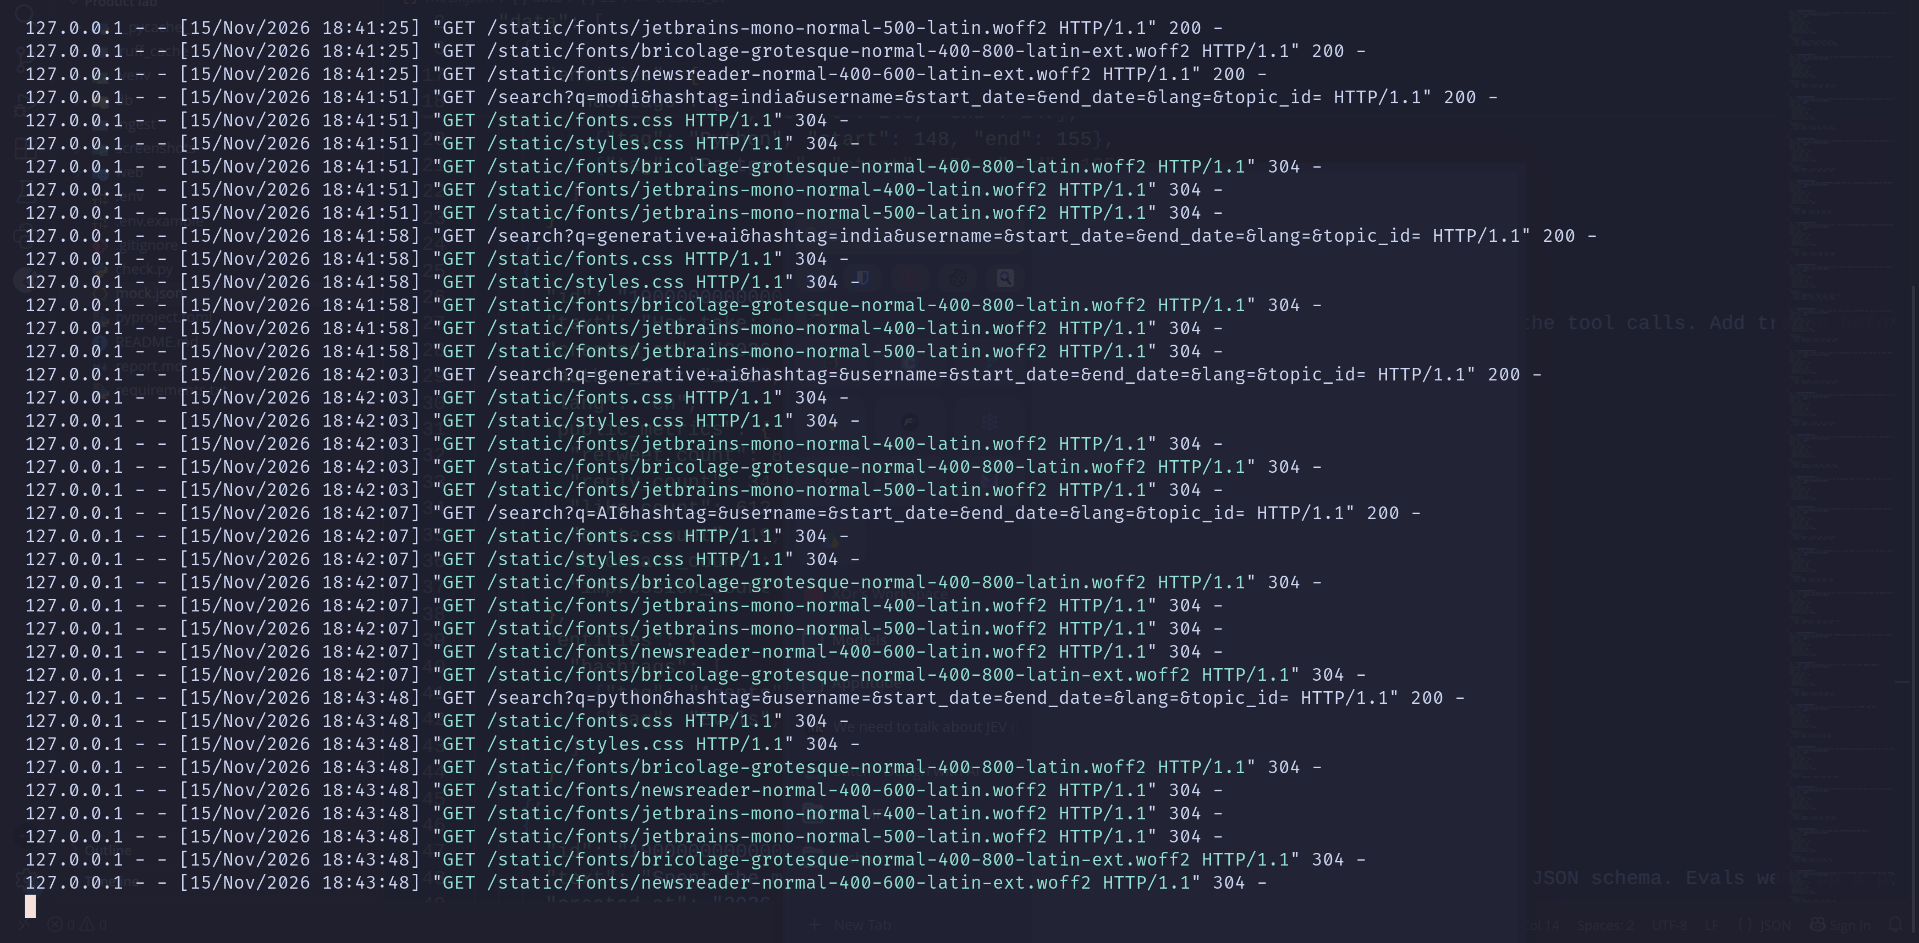 127.0.0.1 - - [15/Nov/2026 18:41:25] "GET /static/fonts/jetbrains-mono-normal-500-latin.woff2 HTTP/1.1" 200 -
127.0.0.1 - - [15/Nov/2026 18:41:25] "GET /static/fonts/bricolage-grotesque-normal-400-800-latin-ext.woff2 HTTP/1.1" 200 -
127.0.0.1 - - [15/Nov/2026 18:41:25] "GET /static/fonts/newsreader-normal-400-600-latin-ext.woff2 HTTP/1.1" 200 -
127.0.0.1 - - [15/Nov/2026 18:41:51] "GET /search?q=modi&hashtag=india&username=&start_date=&end_date=&lang=&topic_id= HTTP/1.1" 200 -
127.0.0.1 - - [15/Nov/2026 18:41:51] "GET /static/fonts.css HTTP/1.1" 304 -
127.0.0.1 - - [15/Nov/2026 18:41:51] "GET /static/styles.css HTTP/1.1" 304 -
127.0.0.1 - - [15/Nov/2026 18:41:51] "GET /static/fonts/bricolage-grotesque-normal-400-800-latin.woff2 HTTP/1.1" 304 -
127.0.0.1 - - [15/Nov/2026 18:41:51] "GET /static/fonts/jetbrains-mono-normal-400-latin.woff2 HTTP/1.1" 304 -
127.0.0.1 - - [15/Nov/2026 18:41:51] "GET /static/fonts/jetbrains-mono-normal-500-latin.woff2 HTTP/1.1" 304 -
127.0.0.1 - - [15/Nov/2026 18:41:58] "GET /search?q=generative+ai&hashtag=india&username=&start_date=&end_date=&lang=&topic_id= HTTP/1.1" 200 -
127.0.0.1 - - [15/Nov/2026 18:41:58] "GET /static/fonts.css HTTP/1.1" 304 -
127.0.0.1 - - [15/Nov/2026 18:41:58] "GET /static/styles.css HTTP/1.1" 304 -
127.0.0.1 - - [15/Nov/2026 18:41:58] "GET /static/fonts/bricolage-grotesque-normal-400-800-latin.woff2 HTTP/1.1" 304 -
127.0.0.1 - - [15/Nov/2026 18:41:58] "GET /static/fonts/jetbrains-mono-normal-400-latin.woff2 HTTP/1.1" 304 -
127.0.0.1 - - [15/Nov/2026 18:41:58] "GET /static/fonts/jetbrains-mono-normal-500-latin.woff2 HTTP/1.1" 304 -
127.0.0.1 - - [15/Nov/2026 18:42:03] "GET /search?q=generative+ai&hashtag=&username=&start_date=&end_date=&lang=&topic_id= HTTP/1.1" 200 -
127.0.0.1 - - [15/Nov/2026 18:42:03] "GET /static/fonts.css HTTP/1.1" 304 -
127.0.0.1 - - [15/Nov/2026 18:42:03] "GET /static/styles.css HTTP/1.1" 304 -
127.0.0.1 - - [15/Nov/2026 18:42:03] "GET /static/fonts/jetbrains-mono-normal-400-latin.woff2 HTTP/1.1" 304 -
127.0.0.1 - - [15/Nov/2026 18:42:03] "GET /static/fonts/bricolage-grotesque-normal-400-800-latin.woff2 HTTP/1.1" 304 -
127.0.0.1 - - [15/Nov/2026 18:42:03] "GET /static/fonts/jetbrains-mono-normal-500-latin.woff2 HTTP/1.1" 304 -
127.0.0.1 - - [15/Nov/2026 18:42:07] "GET /search?q=AI&hashtag=&username=&start_date=&end_date=&lang=&topic_id= HTTP/1.1" 200 -
127.0.0.1 - - [15/Nov/2026 18:42:07] "GET /static/fonts.css HTTP/1.1" 304 -
127.0.0.1 - - [15/Nov/2026 18:42:07] "GET /static/styles.css HTTP/1.1" 304 -
127.0.0.1 - - [15/Nov/2026 18:42:07] "GET /static/fonts/bricolage-grotesque-normal-400-800-latin.woff2 HTTP/1.1" 304 -
127.0.0.1 - - [15/Nov/2026 18:42:07] "GET /static/fonts/jetbrains-mono-normal-400-latin.woff2 HTTP/1.1" 304 -
127.0.0.1 - - [15/Nov/2026 18:42:07] "GET /static/fonts/jetbrains-mono-normal-500-latin.woff2 HTTP/1.1" 304 -
127.0.0.1 - - [15/Nov/2026 18:42:07] "GET /static/fonts/newsreader-normal-400-600-latin.woff2 HTTP/1.1" 304 -
127.0.0.1 - - [15/Nov/2026 18:42:07] "GET /static/fonts/bricolage-grotesque-normal-400-800-latin-ext.woff2 HTTP/1.1" 304 -
127.0.0.1 - - [15/Nov/2026 18:43:48] "GET /search?q=python&hashtag=&username=&start_date=&end_date=&lang=&topic_id= HTTP/1.1" 200 -
127.0.0.1 - - [15/Nov/2026 18:43:48] "GET /static/fonts.css HTTP/1.1" 304 -
127.0.0.1 - - [15/Nov/2026 18:43:48] "GET /static/styles.css HTTP/1.1" 304 -
127.0.0.1 - - [15/Nov/2026 18:43:48] "GET /static/fonts/bricolage-grotesque-normal-400-800-latin.woff2 HTTP/1.1" 304 -
127.0.0.1 - - [15/Nov/2026 18:43:48] "GET /static/fonts/newsreader-normal-400-600-latin.woff2 HTTP/1.1" 304 -
127.0.0.1 - - [15/Nov/2026 18:43:48] "GET /static/fonts/jetbrains-mono-normal-400-latin.woff2 HTTP/1.1" 304 -
127.0.0.1 - - [15/Nov/2026 18:43:48] "GET /static/fonts/jetbrains-mono-normal-500-latin.woff2 HTTP/1.1" 304 -
127.0.0.1 - - [15/Nov/2026 18:43:48] "GET /static/fonts/bricolage-grotesque-normal-400-800-latin-ext.woff2 HTTP/1.1" 304 -
127.0.0.1 - - [15/Nov/2026 18:43:48] "GET /static/fonts/newsreader-normal-400-600-latin-ext.woff2 HTTP/1.1" 304 -
the tool calls. Add
We need to talk about JEV
JSON schema. Evals
New Tab
of 14 Spaces: 2 UTF-8 LF JSON Sign In